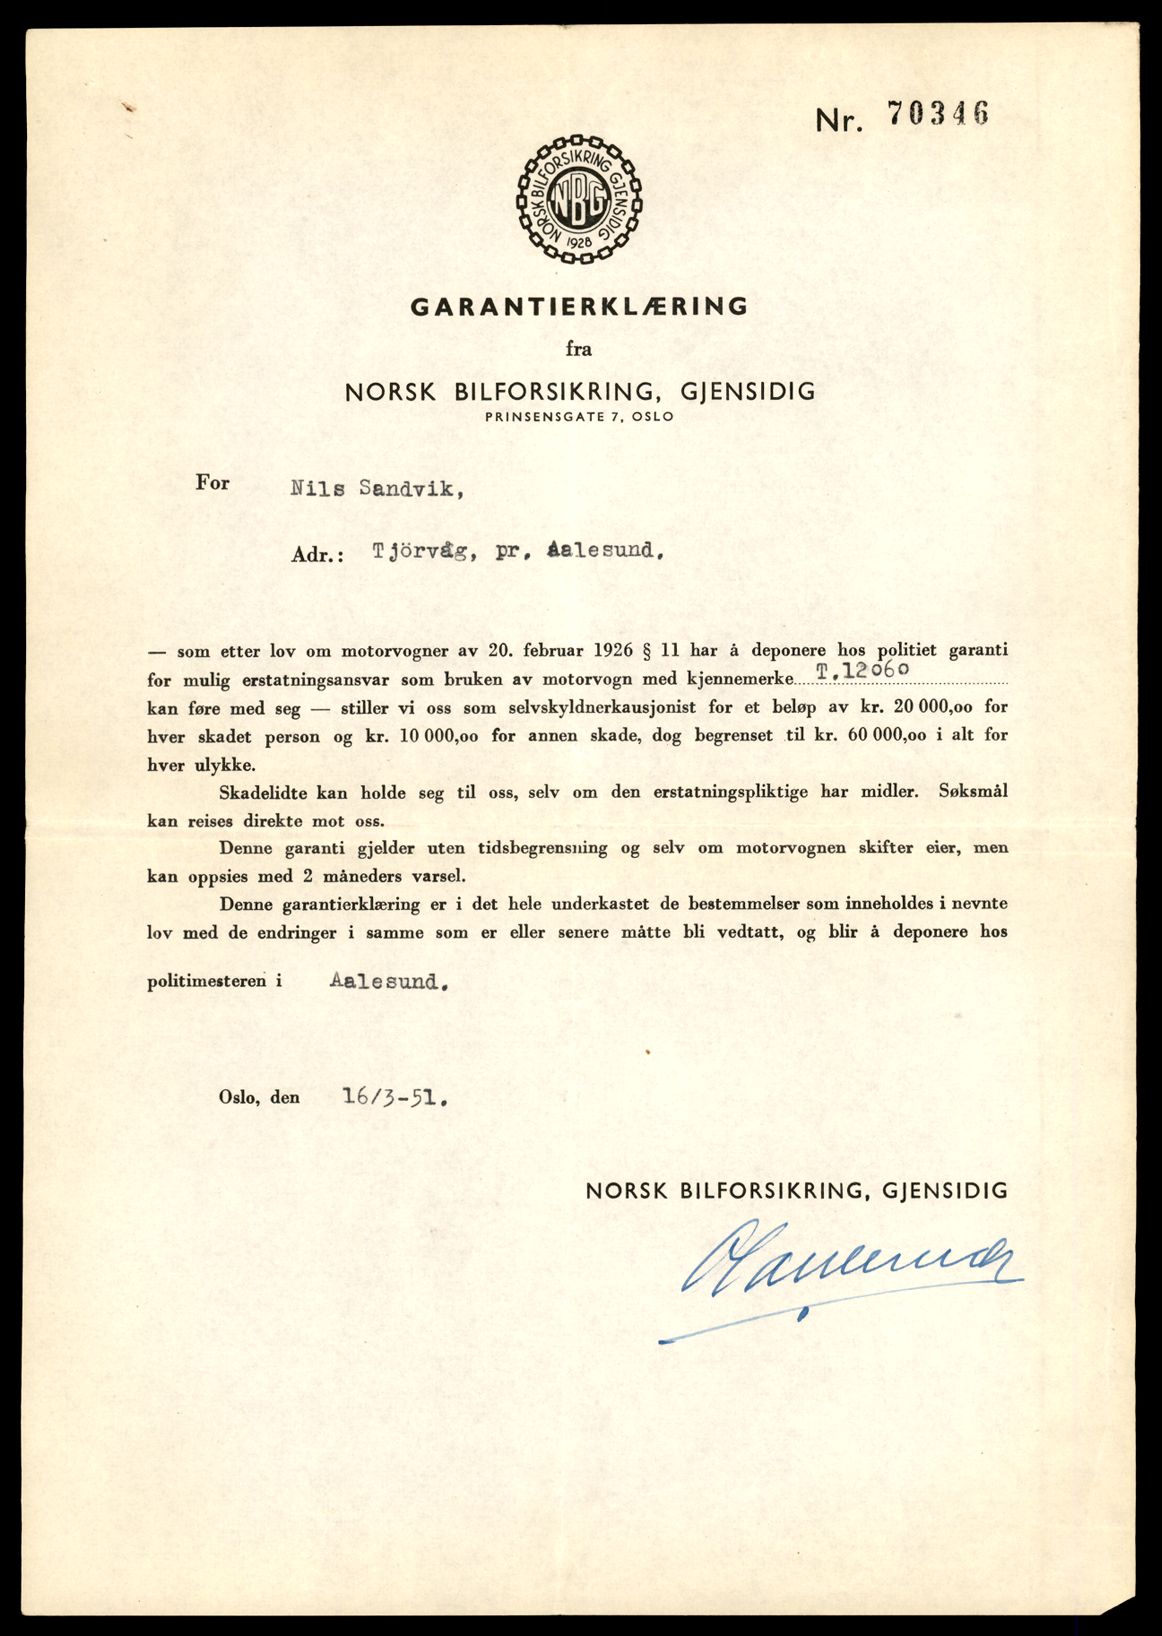 Nr. 70346
NORSK BILFORSIKRING GJENSIDIG
NBG
1928
GARANTIERKLÆRING
fra
NORSK BILFORSIKRING, GJENSIDIG
PRINSENSGATE 7, OSLO
For Nils Sandvik,
Adr.: Tjörvåg, pr. Aalesund.
— som etter lov om motorvogner av 20. februar 1926 § 11 har å deponere hos politiet garanti
for mulig erstatningsansvar som bruken av motorvogn med kjennemerke T.12060
kan føre med seg — stiller vi oss som selvskyldnerkausjonist for et beløp av kr. 20 000,oo for
hver skadet person og kr. 10 000,oo for annen skade, dog begrenset til kr. 60 000,oo i alt for
hver ulykke.
Skadelidte kan holde seg til oss, selv om den erstatningspliktige har midler. Søksmål
kan reises direkte mot oss.
Denne garanti gjelder uten tidsbegrensning og selv om motorvognen skifter eier, men
kan oppsies med 2 måneders varsel.
Denne garantierklæring er i det hele underkastet de bestemmelser som inneholdes i nevnte
lov med de endringer i samme som er eller senere måtte bli vedtatt, og blir å deponere hos
politimesteren i Aalesund.
Oslo, den 16/3-51.
NORSK BILFORSIKRING, GJENSIDIG